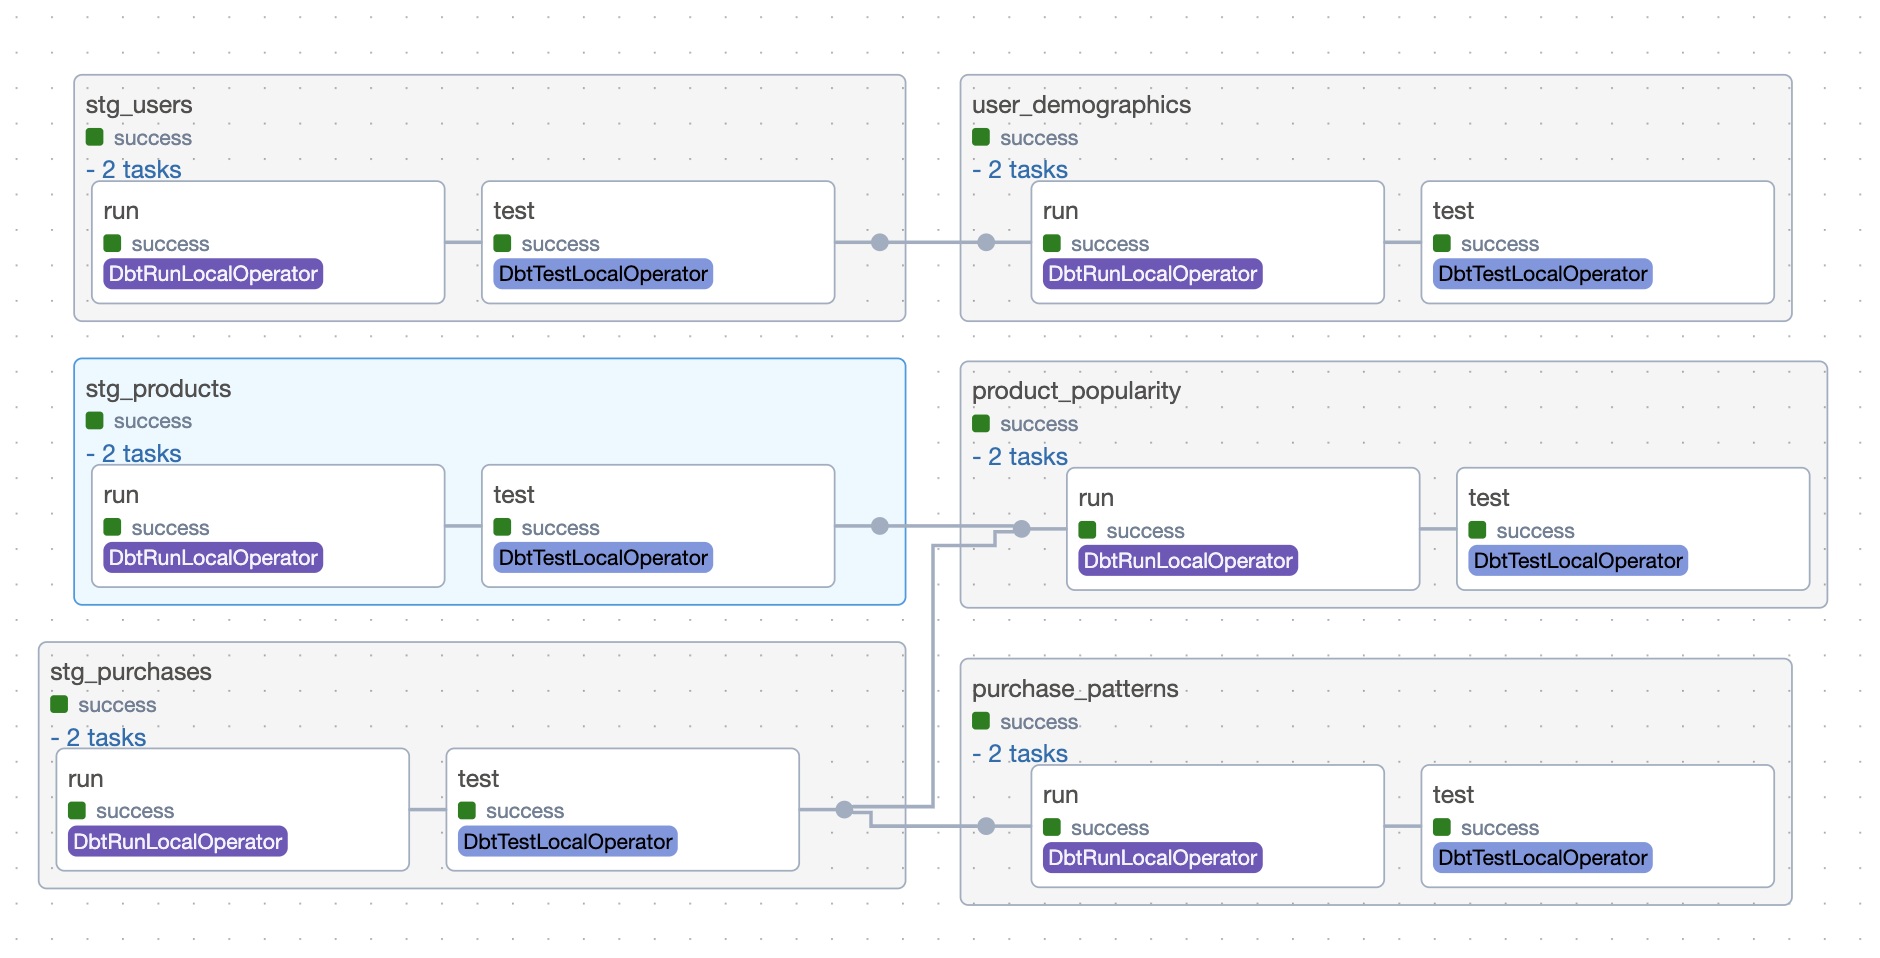 stg_users
success
- 2 tasks
run
success
DbtRunLocalOperator
test
success
DbtTestLocalOperator
user_demographics
success
- 2 tasks
run
success
DbtRunLocalOperator
test
success
DbtTestLocalOperator
stg_products
success
- 2 tasks
run
success
DbtRunLocalOperator
test
success
DbtTestLocalOperator
product_popularity
success
- 2 tasks
run
success
DbtRunLocalOperator
test
success
DbtTestLocalOperator
stg_purchases
success
- 2 tasks
run
success
DbtRunLocalOperator
test
success
DbtTestLocalOperator
purchase_patterns
success
- 2 tasks
run
success
DbtRunLocalOperator
test
success
DbtTestLocalOperator